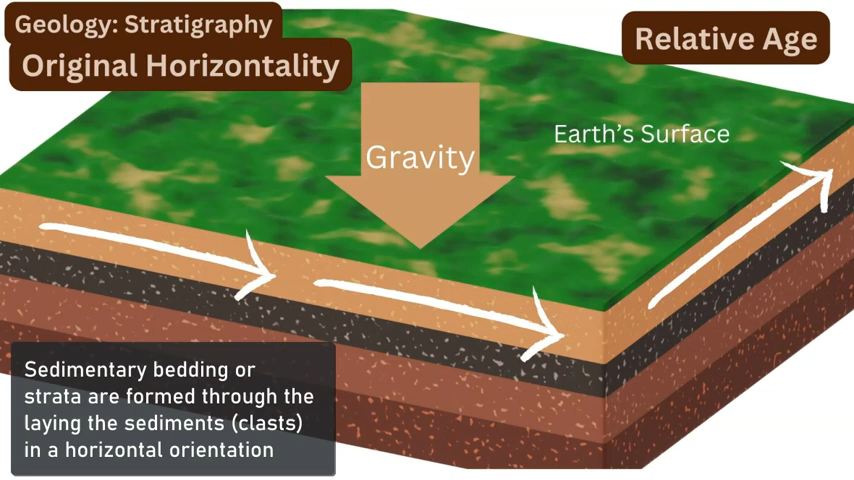 Geology: Stratigraphy
Original Horizontality
Relative Age
Gravity
Earth's Surface
Sedimentary bedding or
strata are formed through the
laying the sediments (clasts)
in a horizontal orientation